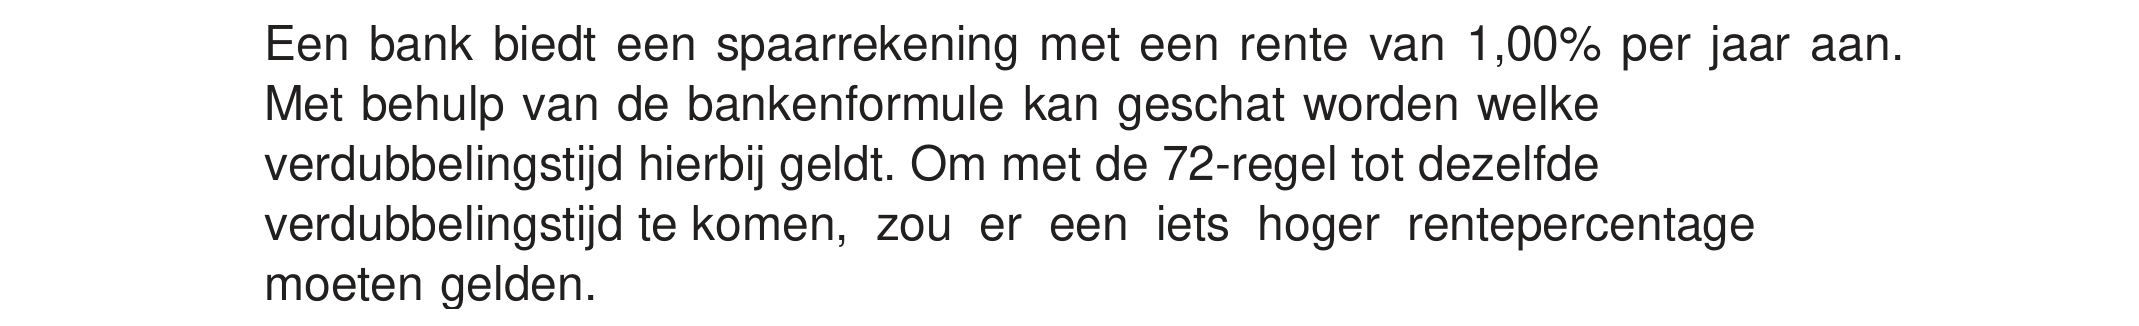 Een bank biedt een spaarrekening met een rente van 1,00% per jaar aan.
Met behulp van de bankenformule kan geschat worden welke
verdubbelingstijd hierbij geldt. Om met de 72-regel tot dezelfde
verdubbelingstijd te komen, zou er een iets hoger rentepercentage
moeten gelden.